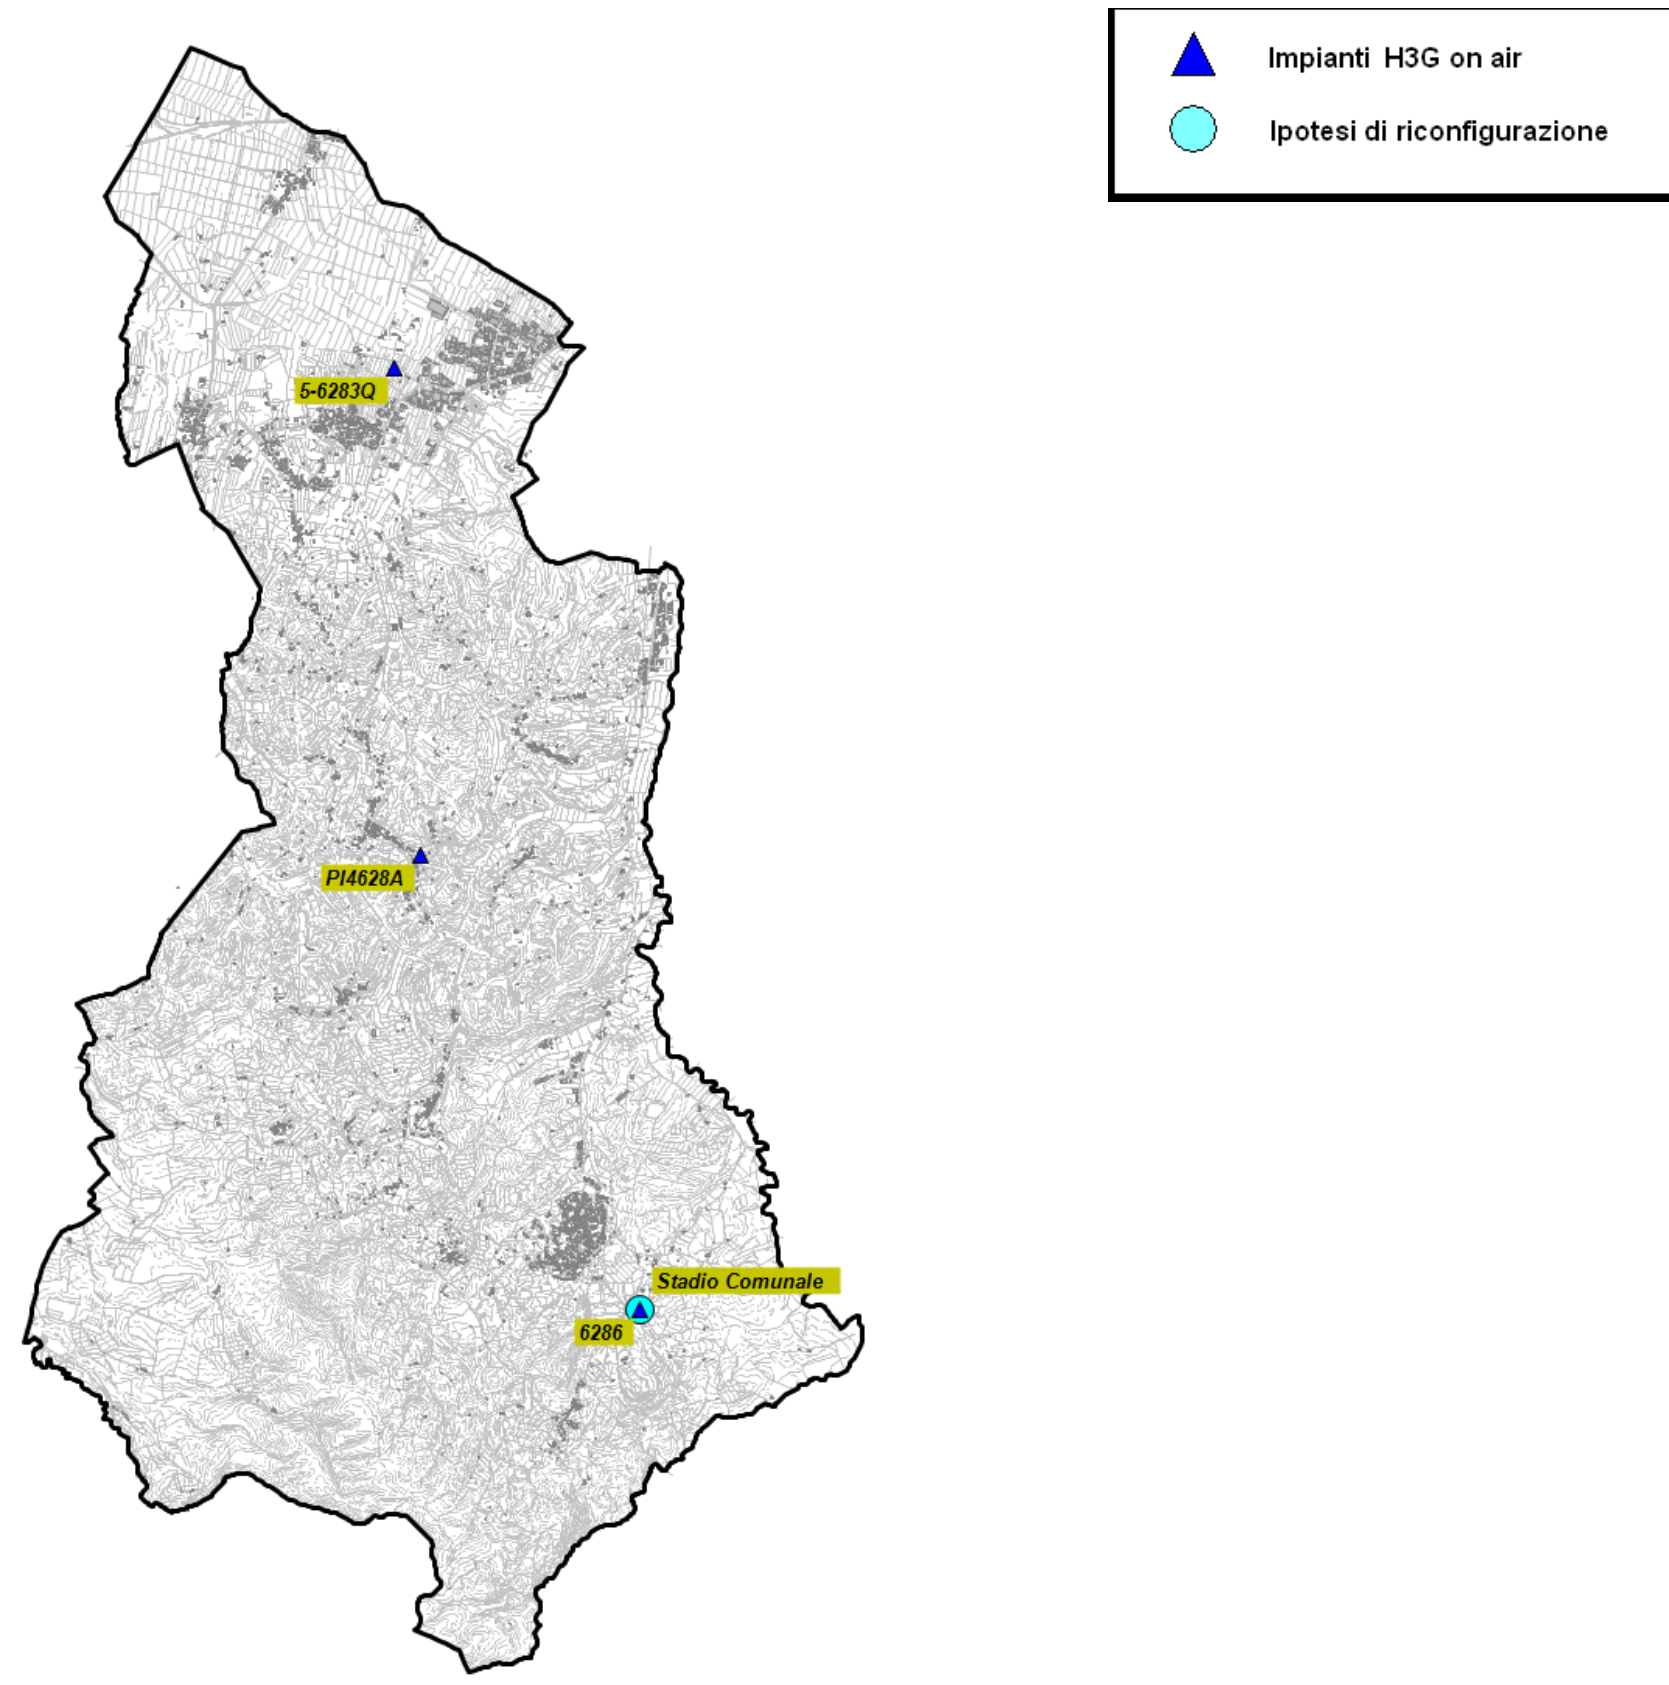 Impianti H3G on air
Ipotesi di riconfigurazione
5-6283Q
PI4628A
Stadio Comunale
6286